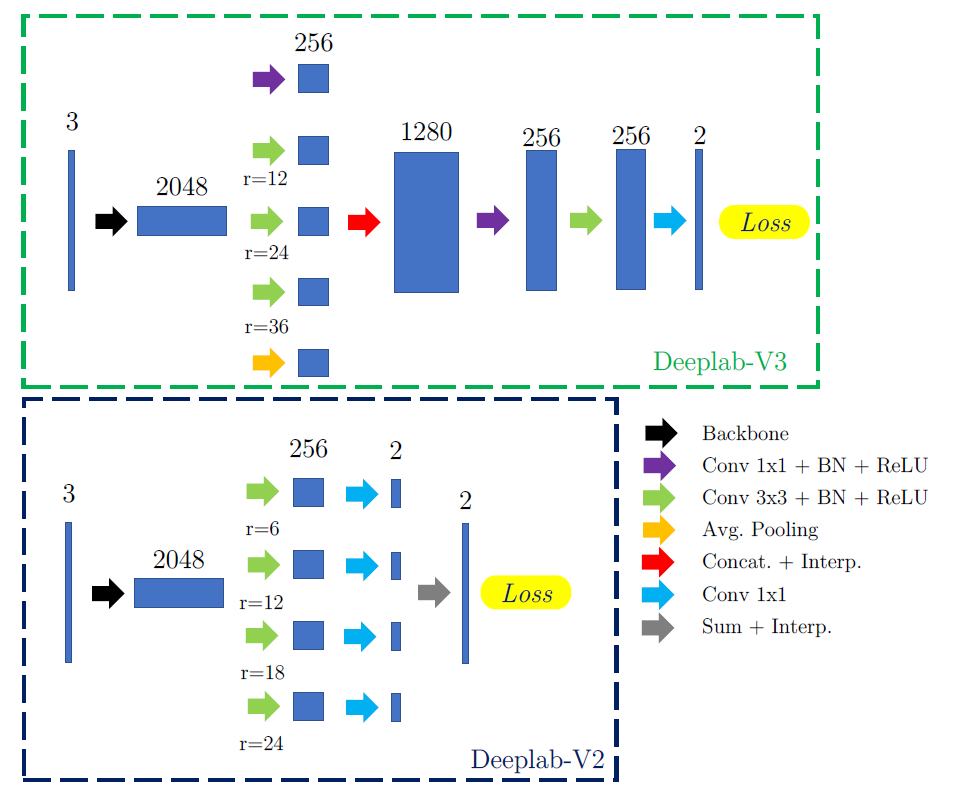 256
3
1280
256
256
2
r=12
2048
Loss
r=24
r=36
Deeplab-V3
256
2
3
2
r=6
2048
Loss
r=12
r=18
r=24
Deeplab-V2
Backbone
Conv 1x1 + BN + ReLU
Conv 3x3 + BN + ReLU
Avg. Pooling
Concat. + Interp.
Conv 1x1
Sum + Interp.